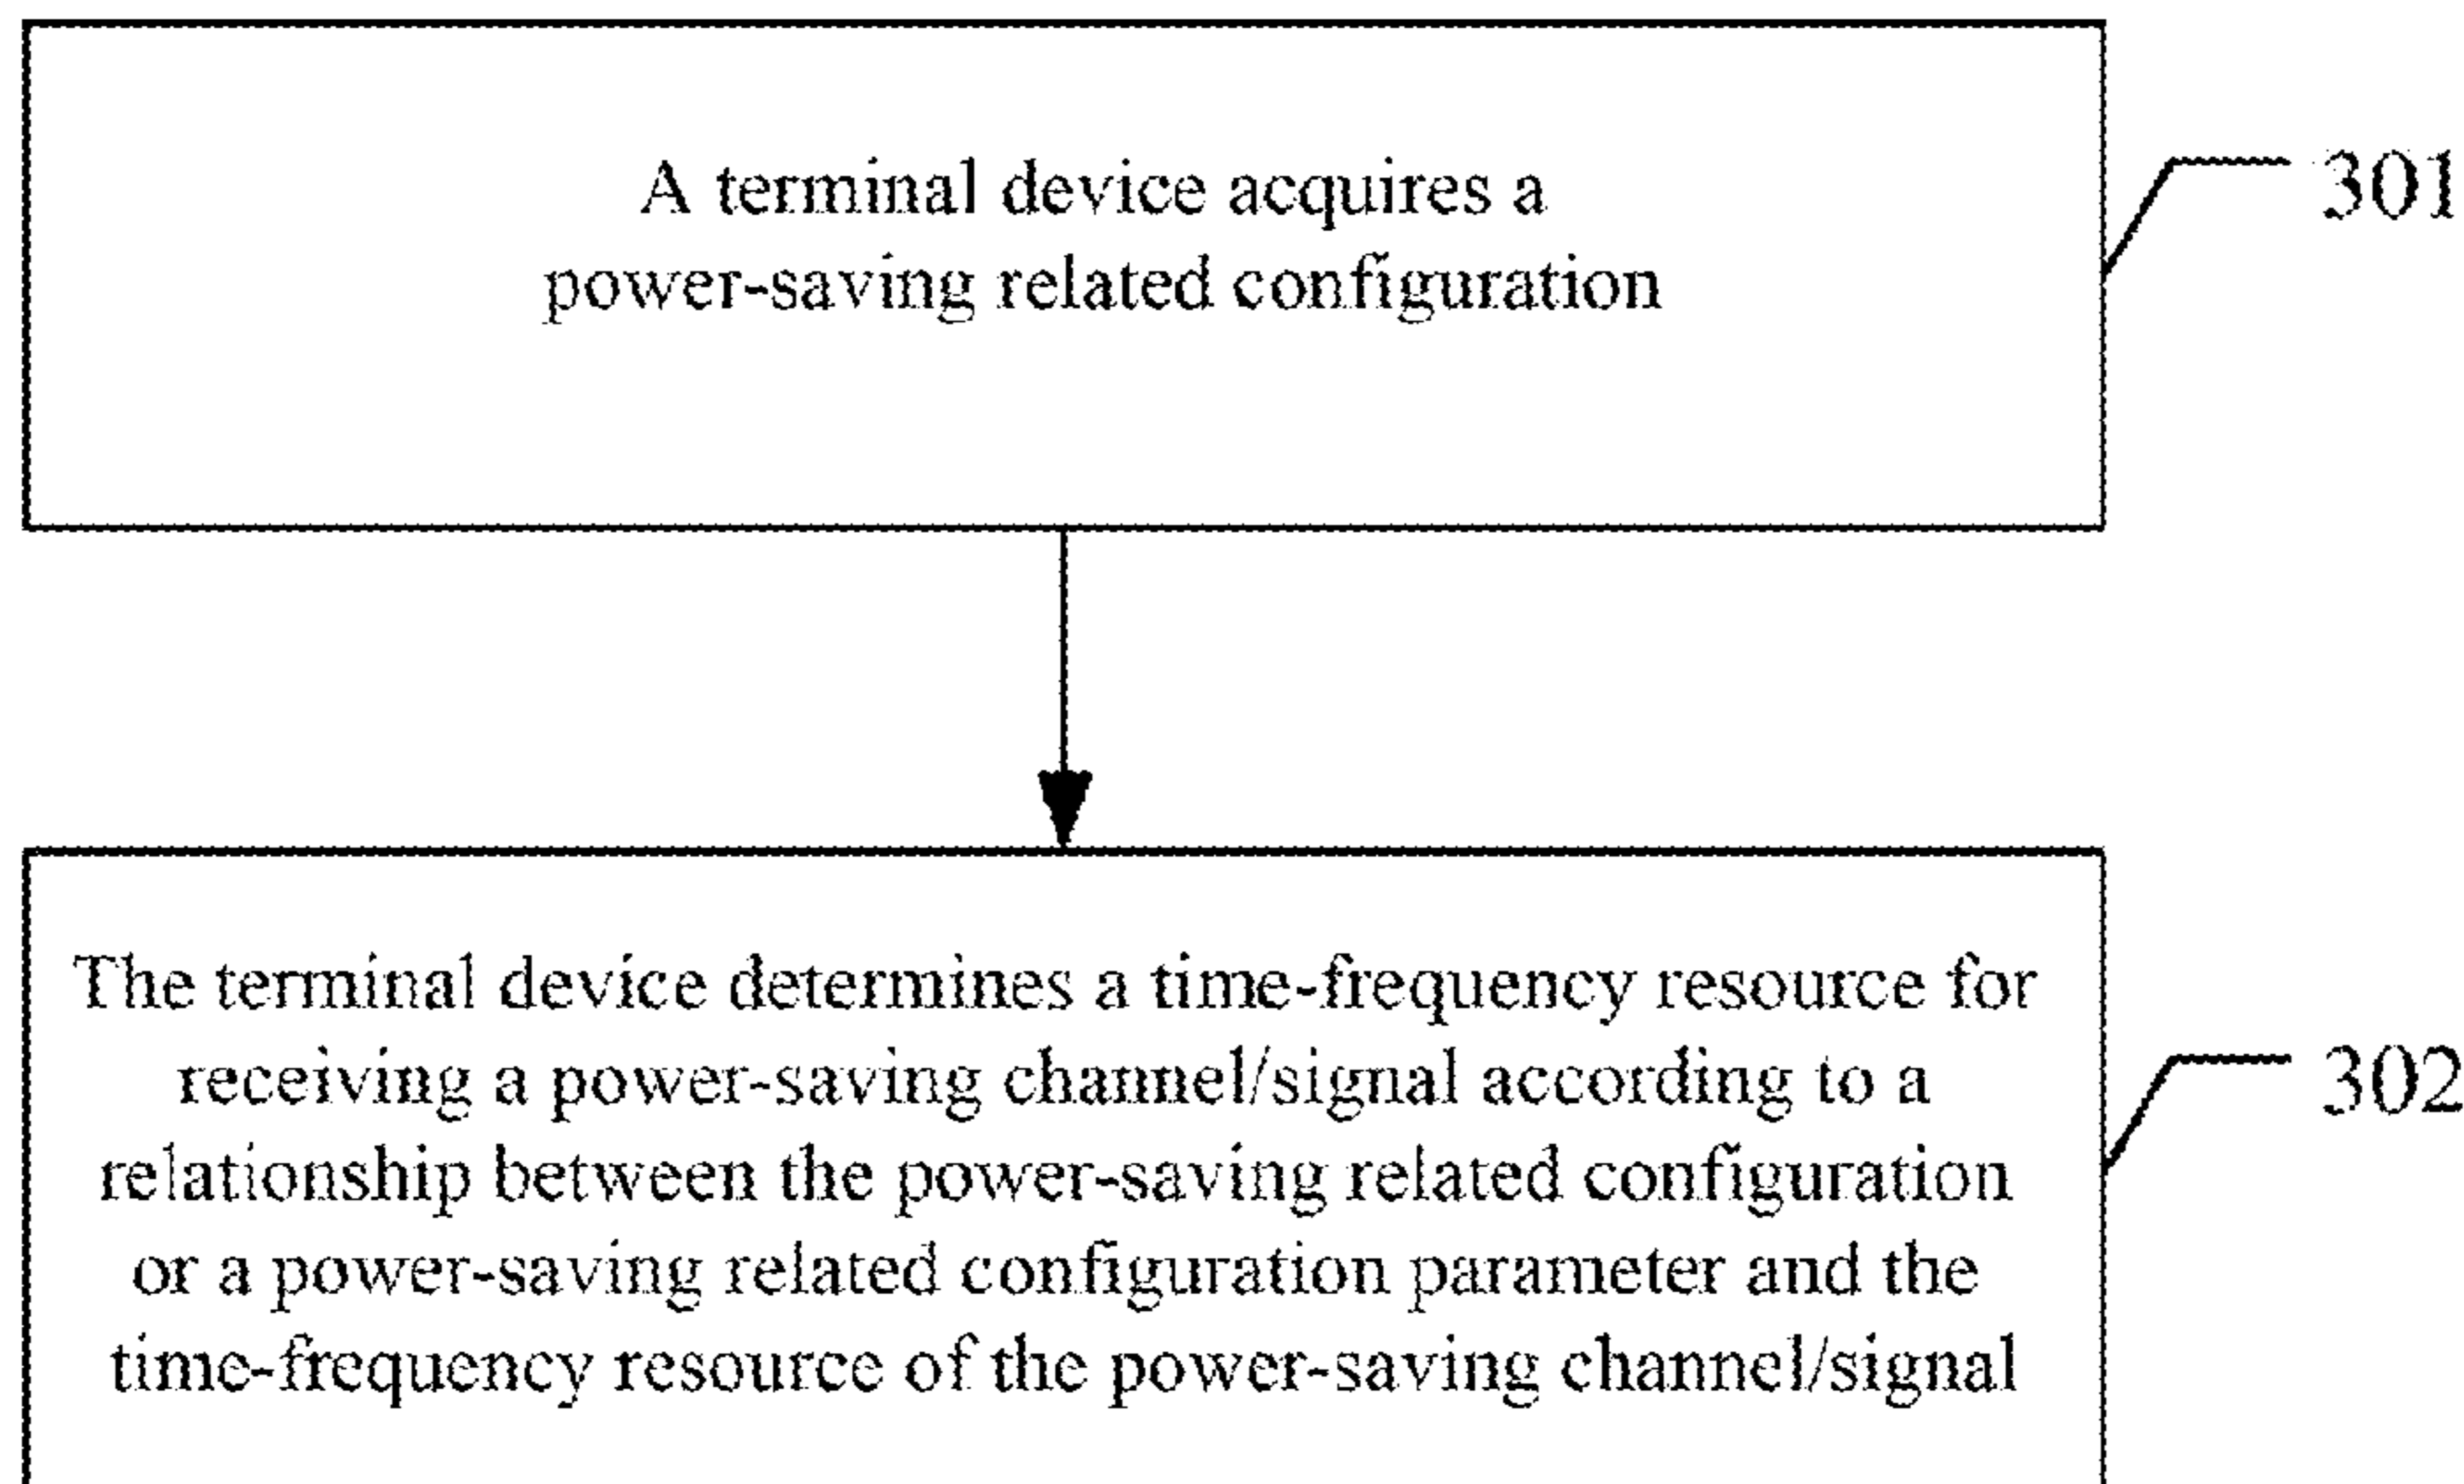 A terminal device acquires a
power-saving related configuration
301
The terminal device determines a time-frequency resource for
receiving a power-saving channel/signal according to a
relationship between the power-saving related configuration
or a power-saving related configuration parameter and the
time-frequency resource of the power-saving channel/signal
302